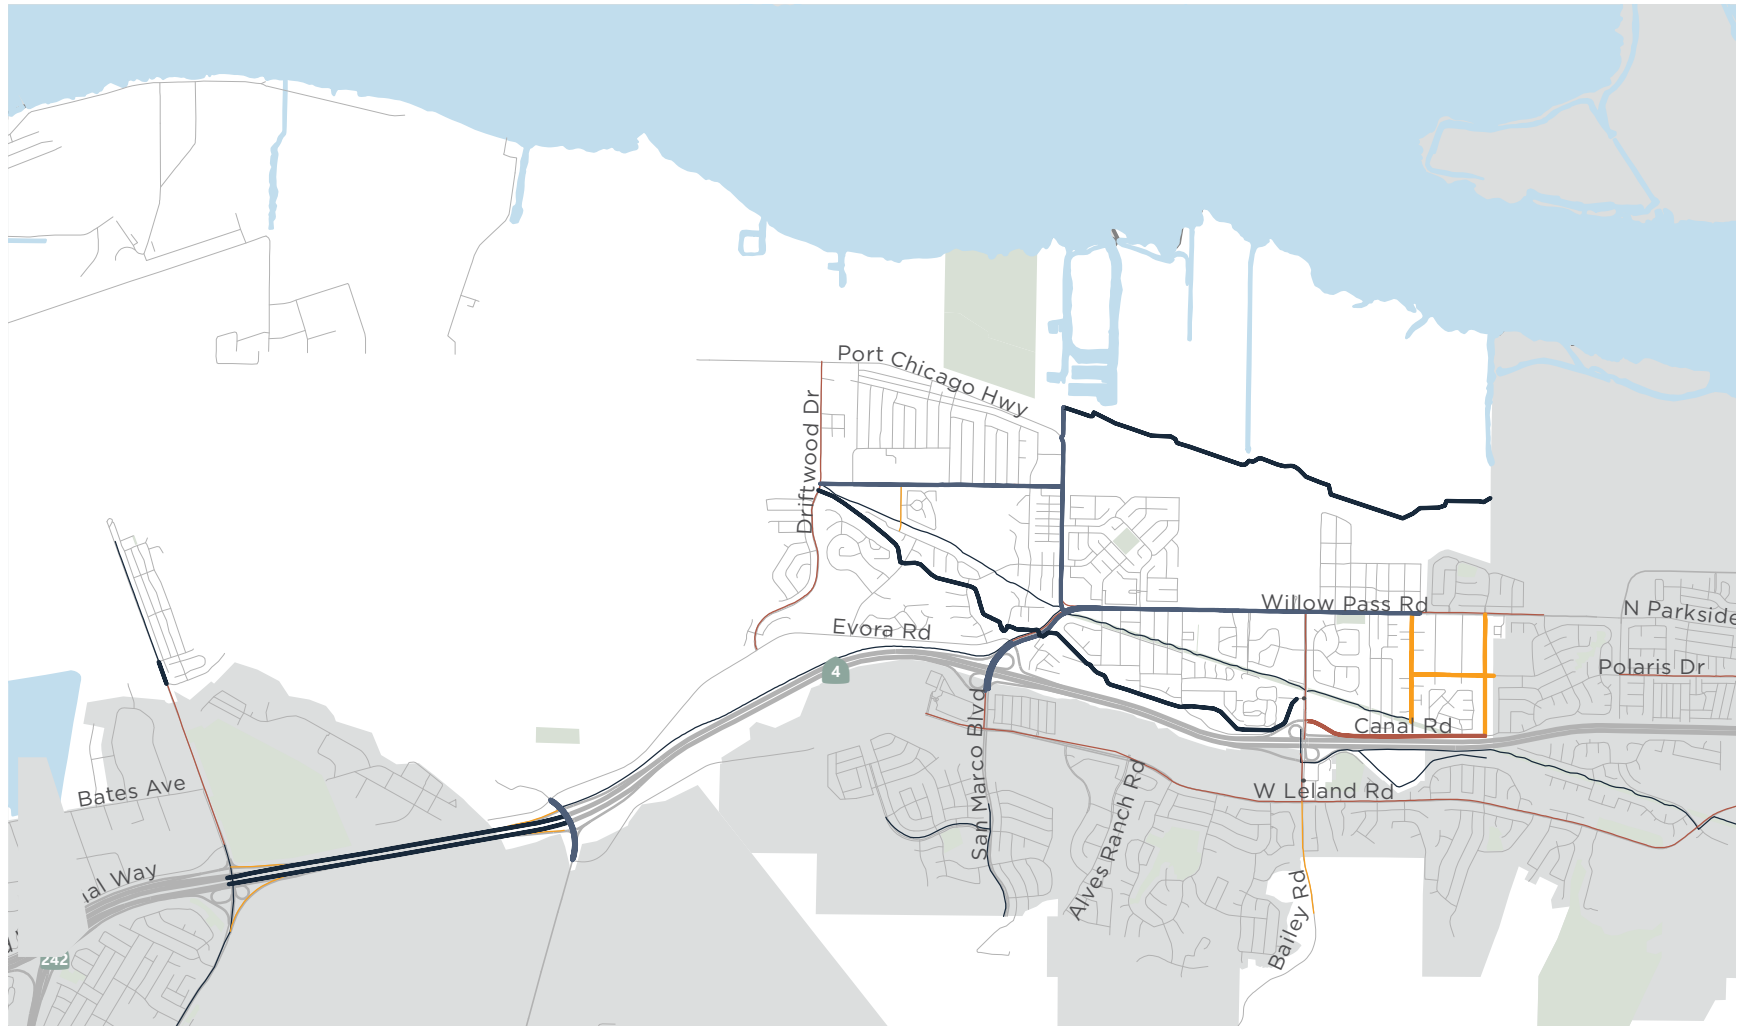 Port Chicago Hwy
Driftwood Dr
Willow Pass Rd
N Parkside
Evora Rd
Polaris Dr
4
Canal Rd
San Marco Blvd
Bates Ave
W Leland Rd
Alves Ranch Rd
Way
Bailey Rd
242